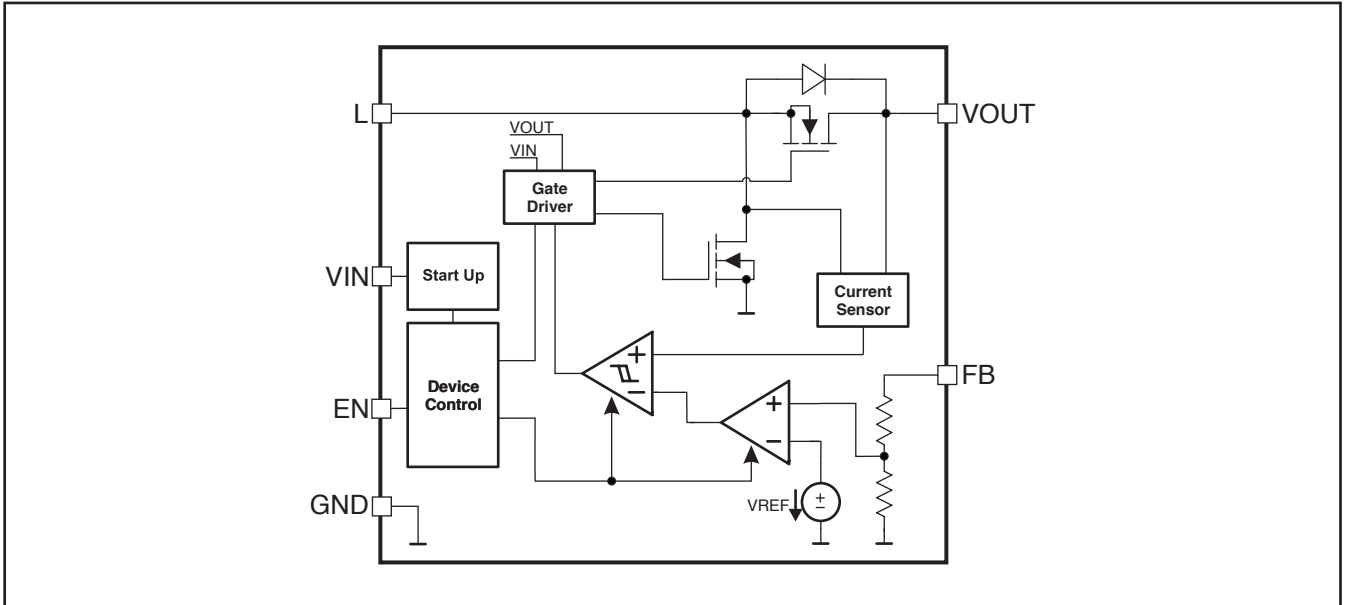 L
VOUT
VOUT
VIN
Gate
Driver
VIN
Start Up
Current
Sensor
+
−
FB
EN
Device
Control
+
−
GND
VREF
+
−